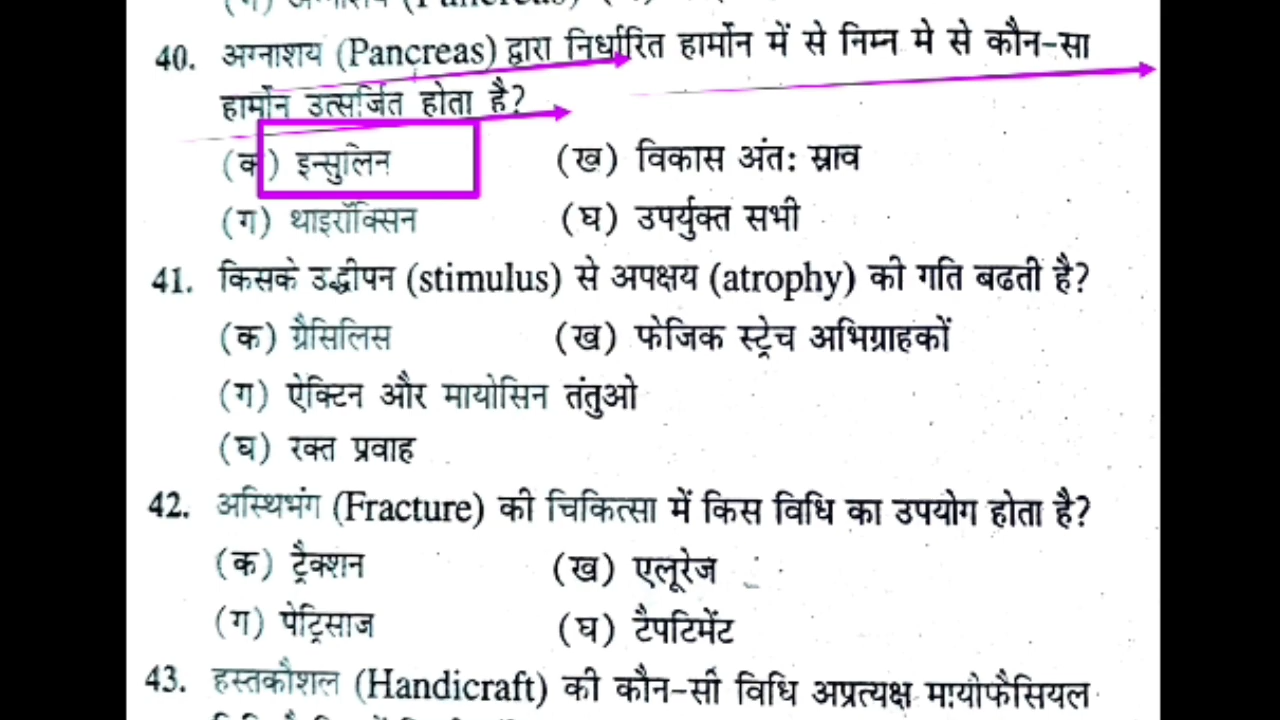 40. अग्नाशय (Pancreas) द्वारा निर्धारित हार्मोन में से निम्न मे से कौन-सा
हार्मोन उत्सर्जित होता है?
(क) इन्सुलिन (ख) विकास अंत: स्राव
(ग) थाइरॉक्सिन (घ) उपर्युक्त सभी
41. किसके उद्धीपन (stimulus) से अपक्षय (atrophy) की गति बढती है?
(क) ग्रैसिलिस (ख) फेजिक स्ट्रेच अभिग्राहकों
(ग) ऐक्टिन और मायोसिन तंतुओ
(घ) रक्त प्रवाह
42. अस्थिभंग (Fracture) की चिकित्सा में किस विधि का उपयोग होता है?
(क) ट्रैक्शन (ख) एलूरेज
(ग) पेट्रिसाज (घ) टैपटिमेंट
43. हस्तकौशल (Handicraft) की कौन-सी विधि अप्रत्यक्ष मायोफैसियल